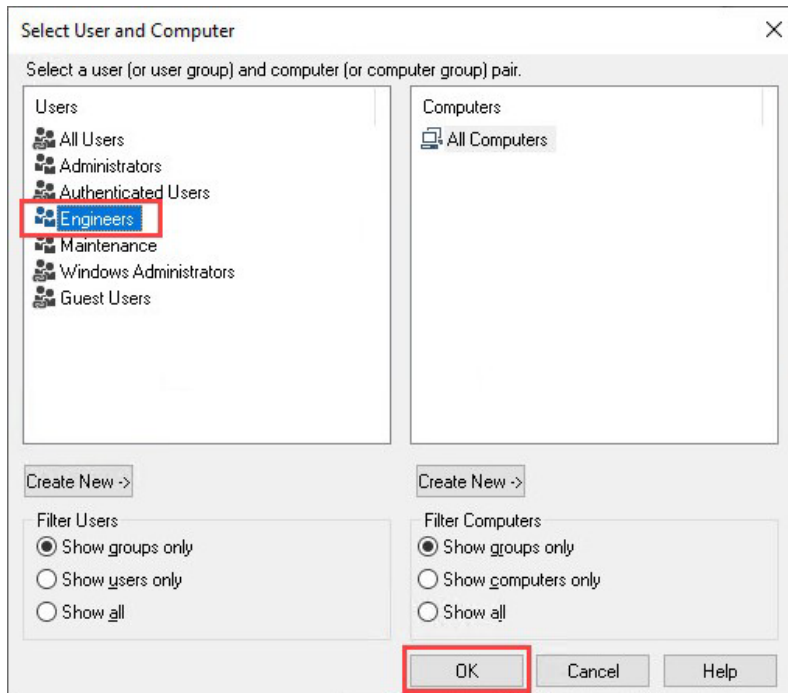 Select User and Computer
Select a user (or user group) and computer (or computer group) pair.
Users
All Users
Administrators
Authenticated Users
Engineers
Maintenance
Windows Administrators
Guest Users
Computers
All Computers
Create New ->
Create New ->
Filter Users
Show groups only
Show users only
Show all
Filter Computers
Show groups only
Show computers only
Show all
OK
Cancel
Help